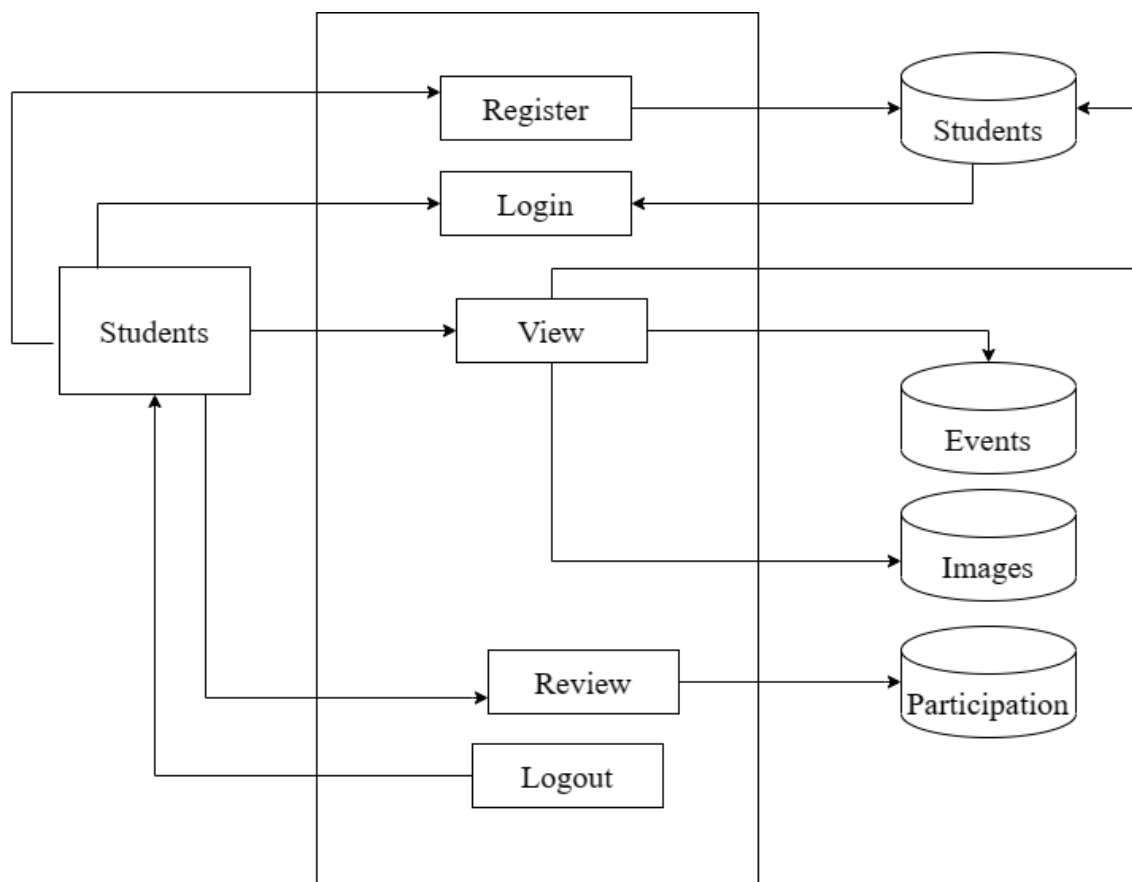 Register
Students
Login
Students
View
Events
Images
Review
Participation
Logout